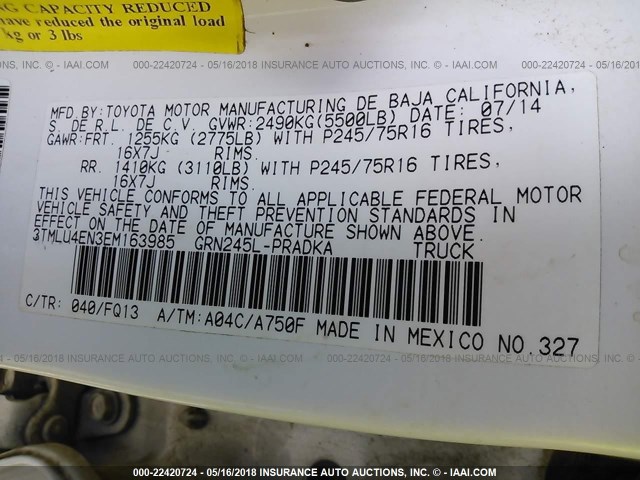 NG CAPACITY REDUCED
have reduced the original load
kg or 3 lbs
IONS, INC. - © IAAI.COM 000-22420724 - 05/16/2018 INSURANCE AUTO AUCTIONS, INC. - © IAAI.COM 000-22420724
MFD.BY:TOYOTA MOTOR MANUFACTURING DE BAJA CALIFORNIA,
S. DE R.L. DE C.V. GVWR:2490KG(5500LB) DATE: 07/14
GAWR:FRT. 1255KG (2775LB) WITH P245/75R16 TIRES,
16X7J RIMS.
RR. 1410KG (3110LB) WITH P245/75R16 TIRES,
16X7J RIMS.
THIS VEHICLE CONFORMS TO ALL APPLICABLE FEDERAL MOTOR
VEHICLE SAFETY AND THEFT PREVENTION STANDARDS IN
EFFECT ON THE DATE OF MANUFACTURE SHOWN ABOVE.
3TMLU4EN3EM163985 GRN245L-PRADKA TRUCK
C/TR: 040/FQ13 A/TM:A04C/A750F MADE IN MEXICO NO.327
000-22420724 - 05/16/2018 INSURANCE AUTO AUCTIONS, INC. - © IAAI.COM